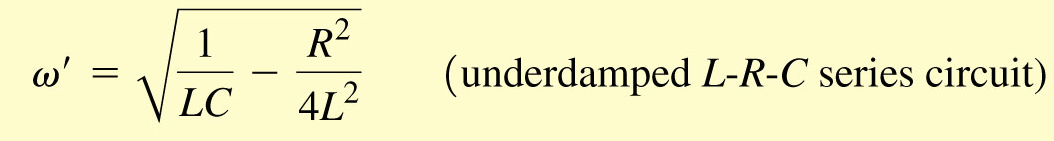 ω′ = √(1/LC − R²/4L²) (underdamped L-R-C series circuit)